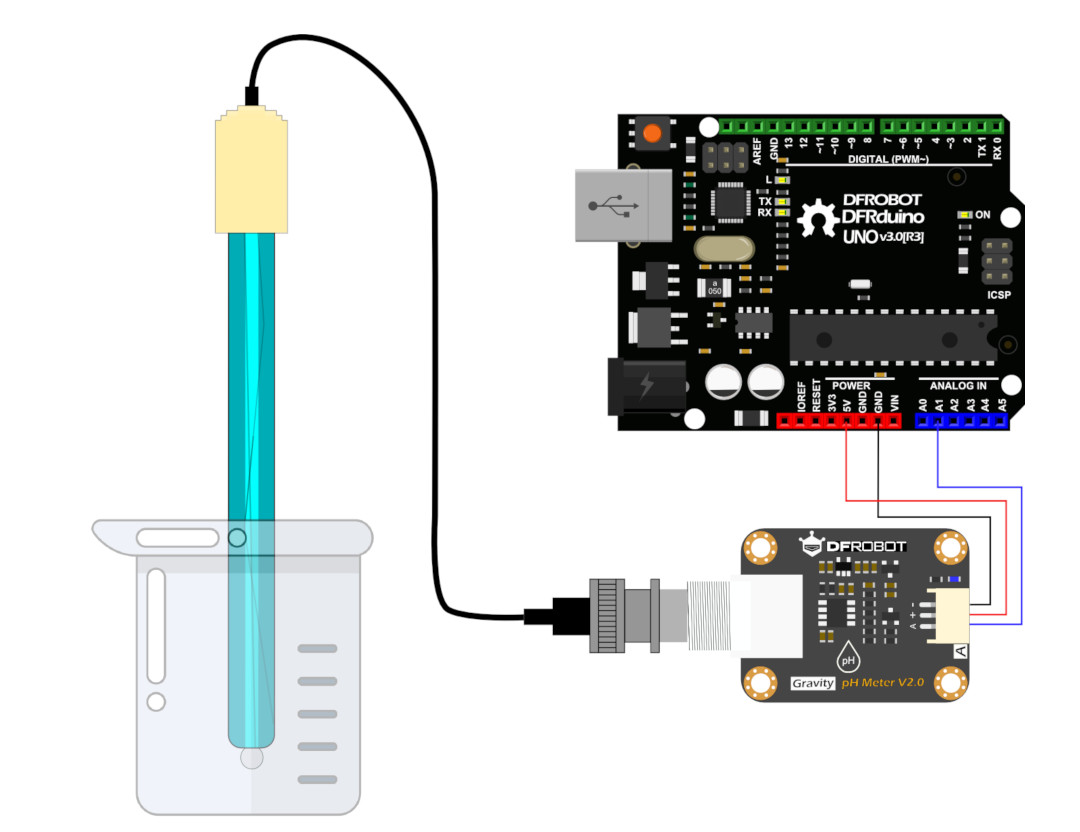 AREF
GND
13
12
~11
~10
~9
8
7
~6
~5
4
~3
2
TX 1
RX 0
DIGITAL (PWM~)
L
TX
RX
DFROBOT
DFRduino
UNO v3.0[R3]
ON
ICSP
a
050
POWER
ANALOG IN
IOREF
RESET
3V3
5V
GND
GND
VIN
A0
A1
A2
A3
A4
A5
DFROBOT
-
+
A
A
pH
Gravity pH Meter V2.0